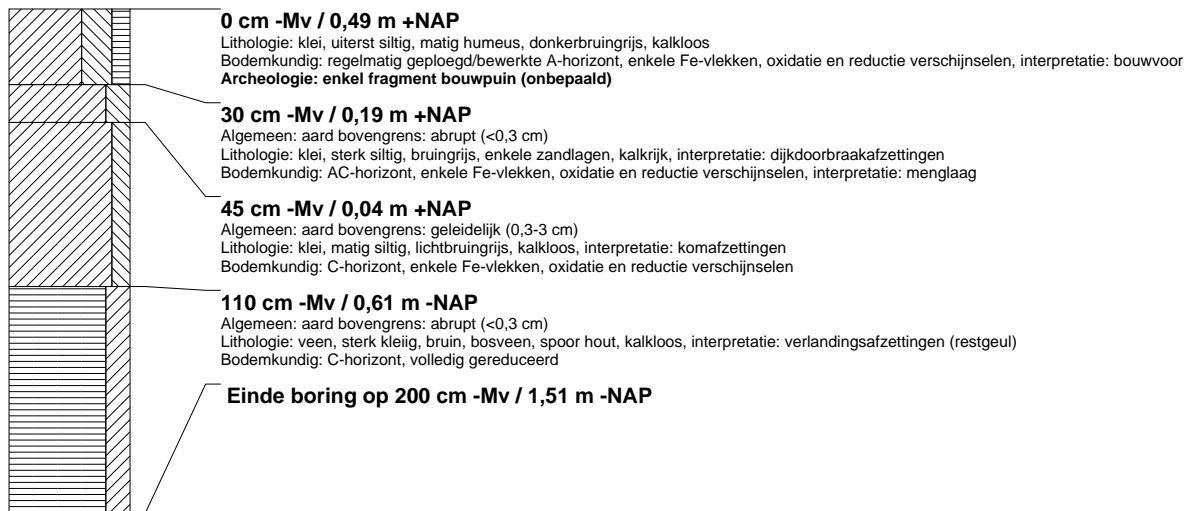 0 cm -Mv / 0,49 m +NAP
Lithologie: klei, uiterst siltig, matig humeus, donkerbruingrijs, kalkloos
Bodemkundig: regelmatig geploegd/bewerkte A-horizont, enkele Fe-vlekken, oxidatie en reductie verschijnselen, interpretatie: bouwvoor
Archeologie: enkel fragment bouwpuin (onbepaald)
30 cm -Mv / 0,19 m +NAP
Algemeen: aard bovengrens: abrupt (<0,3 cm)
Lithologie: klei, sterk siltig, bruingrijs, enkele zandlagen, kalkrijk, interpretatie: dijkdoorbraakafzettingen
Bodemkundig: AC-horizont, enkele Fe-vlekken, oxidatie en reductie verschijnselen, interpretatie: menglaag
45 cm -Mv / 0,04 m +NAP
Algemeen: aard bovengrens: geleidelijk (0,3-3 cm)
Lithologie: klei, matig siltig, lichtbruingrijs, kalkloos, interpretatie: komafzettingen
Bodemkundig: C-horizont, enkele Fe-vlekken, oxidatie en reductie verschijnselen
110 cm -Mv / 0,61 m -NAP
Algemeen: aard bovengrens: abrupt (<0,3 cm)
Lithologie: veen, sterk kleiig, bruin, bosveen, spoor hout, kalkloos, interpretatie: verlandingsafzettingen (restgeul)
Bodemkundig: C-horizont, volledig gereduceerd
Einde boring op 200 cm -Mv / 1,51 m -NAP